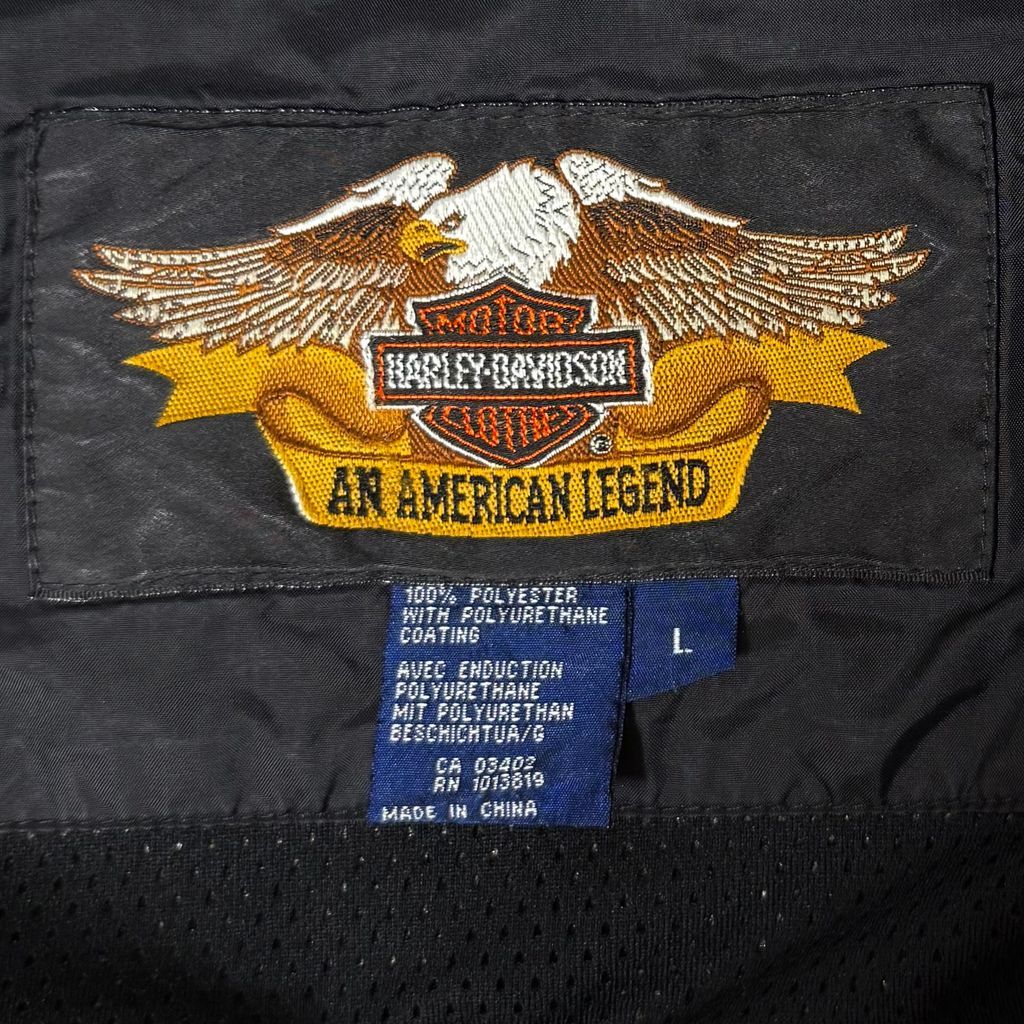 MOTOR
HARLEY-DAVIDSON
CLOTHES
®
AN AMERICAN LEGEND
100% POLYESTER
WITH POLYURETHANE
COATING
L
AVEC ENDUCTION
POLYURETHANE
MIT POLYURETHAN
BESCHICHTUA/G
CA 03402
RN 1013819
MADE IN CHINA